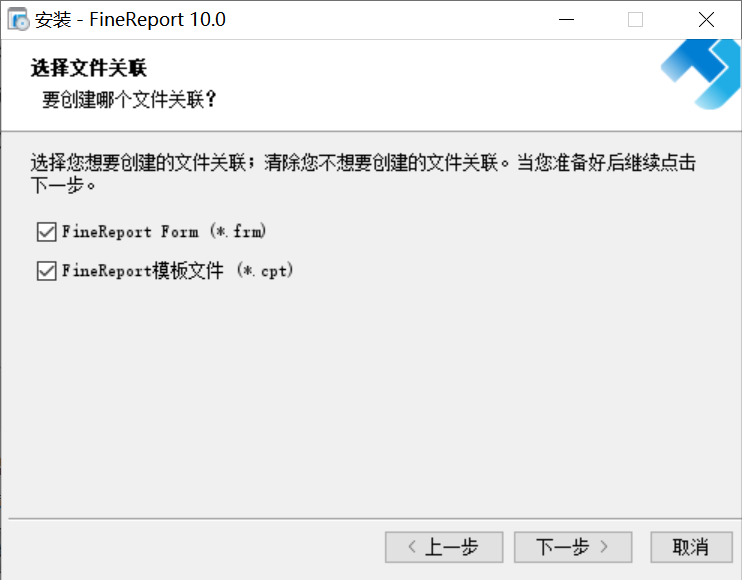 安装 - FineReport 10.0
选择文件关联
要创建哪个文件关联？
选择您想要创建的文件关联；清除您不想要创建的文件关联。当您准备好后继续点击
下一步。
FineReport Form (*.frm)
FineReport模板文件 (*.cpt)
< 上一步 下一步 > 取消